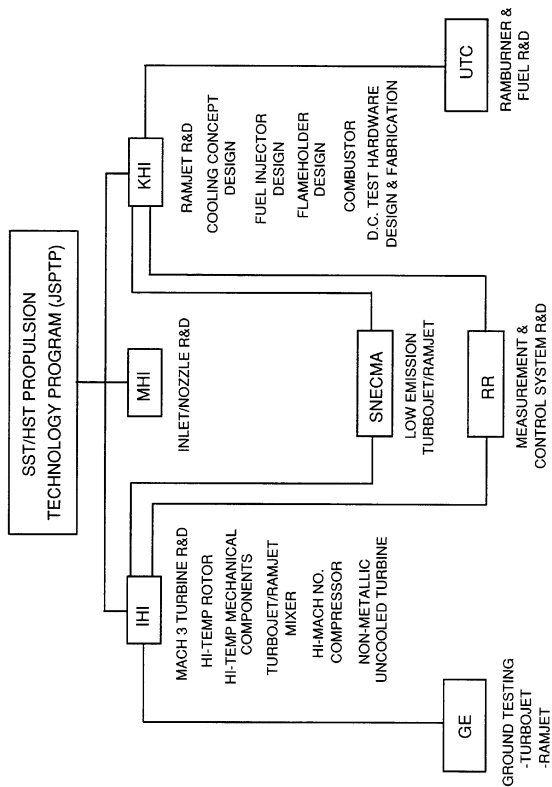 SST/HST PROPULSION
TECHNOLOGY PROGRAM (JSPTP)
IHI
MACH 3 TURBINE R&D
HI-TEMP ROTOR
HI-TEMP MECHANICAL
COMPONENTS
TURBOJET/RAMJET
MIXER
HI-MACH NO.
COMPRESSOR
NON-METALLIC
UNCOOLED TURBINE
MHI
INLET/NOZZLE R&D
KHI
RAMJET R&D
COOLING CONCEPT
DESIGN
FUEL INJECTOR
DESIGN
FLAMEHOLDER
DESIGN
COMBUSTOR
D.C. TEST HARDWARE
DESIGN & FABRICATION
SNECMA
LOW EMISSION
TURBOJET/RAMJET
GE
GROUND TESTING
-TURBOJET
-RAMJET
RR
MEASUREMENT &
CONTROL SYSTEM R&D
UTC
RAMBURNER &
FUEL R&D